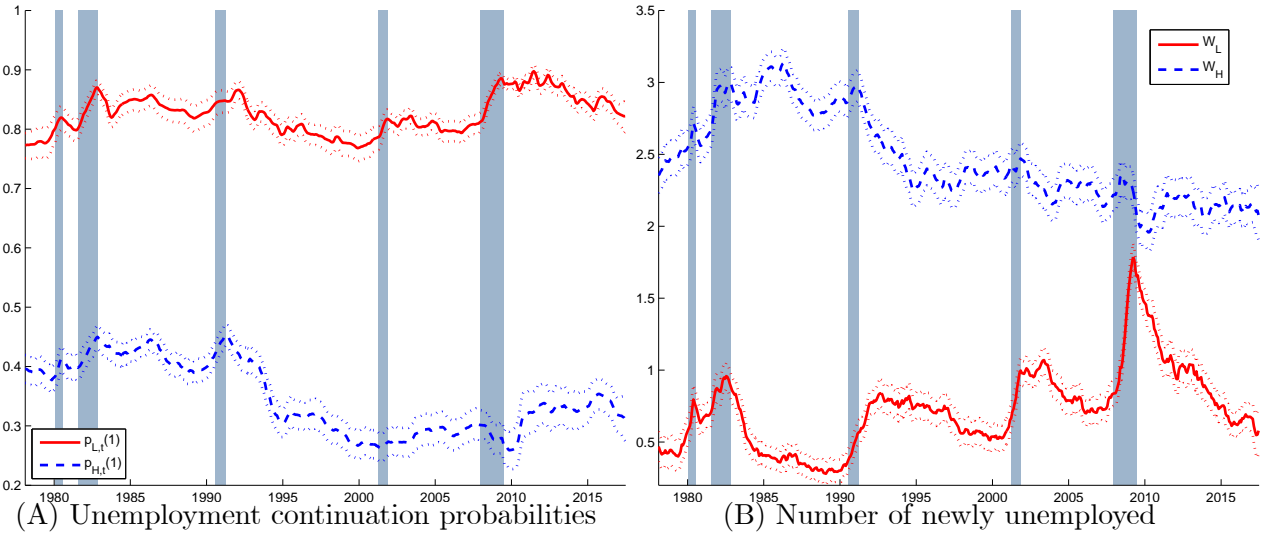 1
0.9
0.8
0.7
0.6
0.5
0.4
0.3
0.2
1980 1985 1990 1995 2000 2005 2010 2015
p_{L,t}(1)
p_{H,t}(1)
(A) Unemployment continuation probabilities
3.5
3
2.5
2
1.5
1
0.5
1980 1985 1990 1995 2000 2005 2010 2015
W_L
W_H
(B) Number of newly unemployed